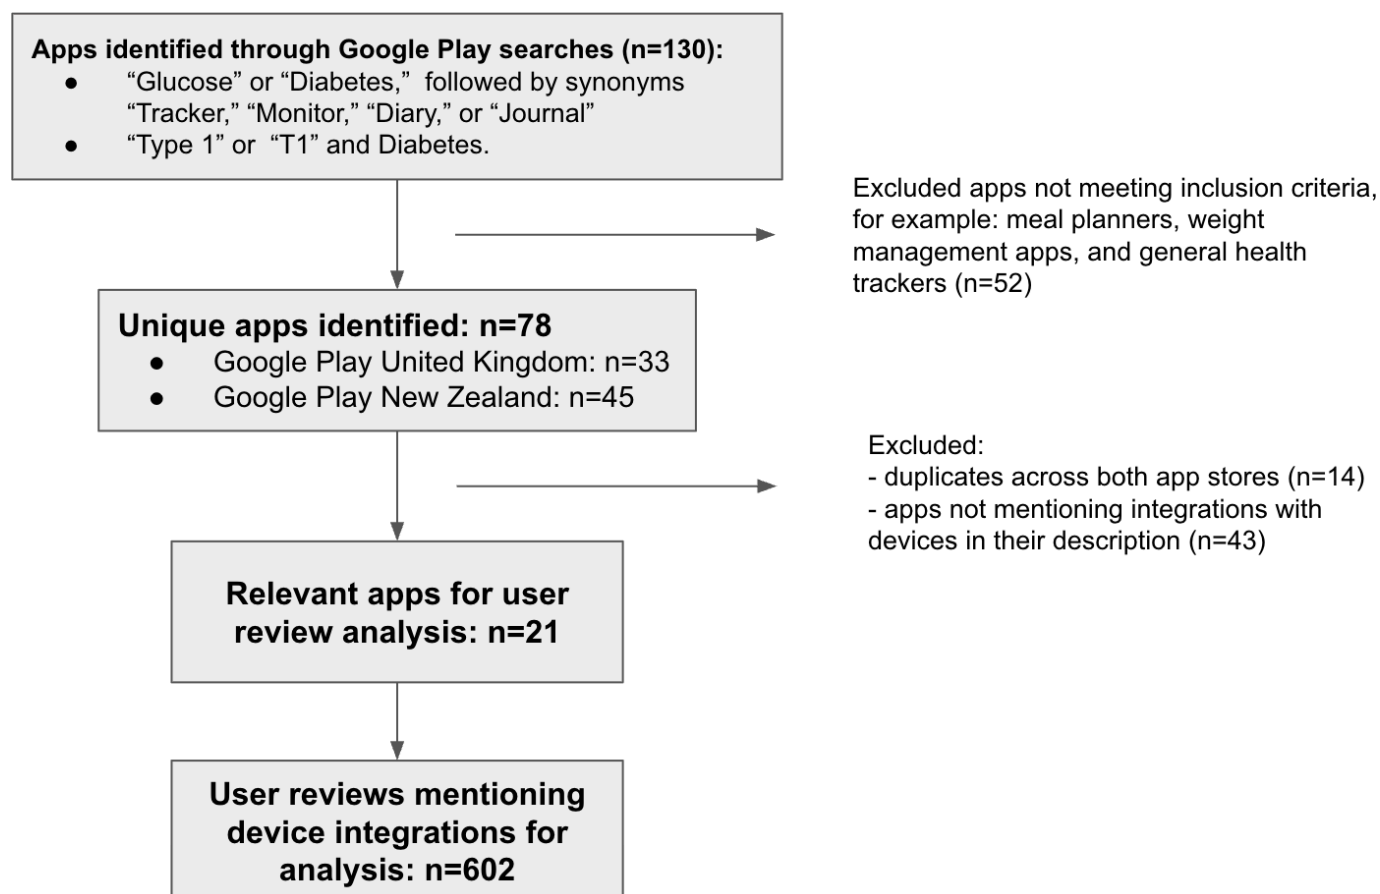 Apps identified through Google Play searches (n=130):
● “Glucose” or “Diabetes,” followed by synonyms
“Tracker,” “Monitor,” “Diary,” or “Journal”
● “Type 1” or “T1” and Diabetes.
Excluded apps not meeting inclusion criteria,
for example: meal planners, weight
management apps, and general health
trackers (n=52)
Unique apps identified: n=78
● Google Play United Kingdom: n=33
● Google Play New Zealand: n=45
Excluded:
- duplicates across both app stores (n=14)
- apps not mentioning integrations with
devices in their description (n=43)
Relevant apps for user
review analysis: n=21
User reviews mentioning
device integrations for
analysis: n=602